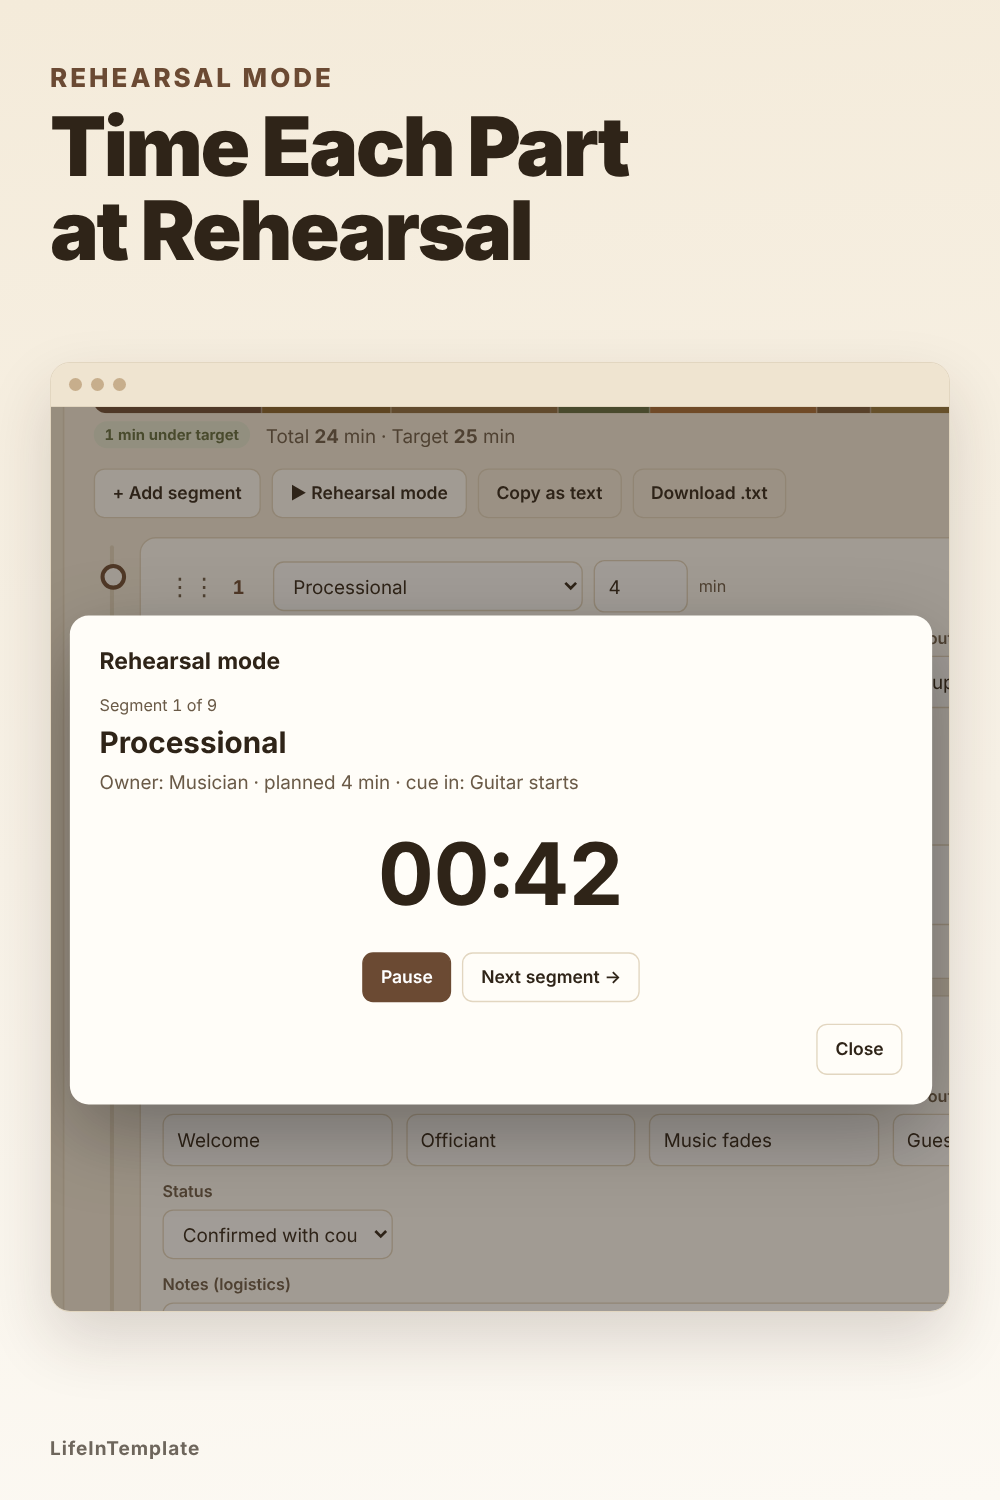 REHEARSAL MODE
Time Each Part
at Rehearsal
1 min under target Total 24 min · Target 25 min
+ Add segment ▶ Rehearsal mode Copy as text Download .txt
1 Processional 4 min
Rehearsal mode
Segment 1 of 9
Processional
Owner: Musician · planned 4 min · cue in: Guitar starts
00:42
Pause Next segment →
Close
Welcome Officiant Music fades Gues
Status
Confirmed with cou
Notes (logistics)
LifeInTemplate